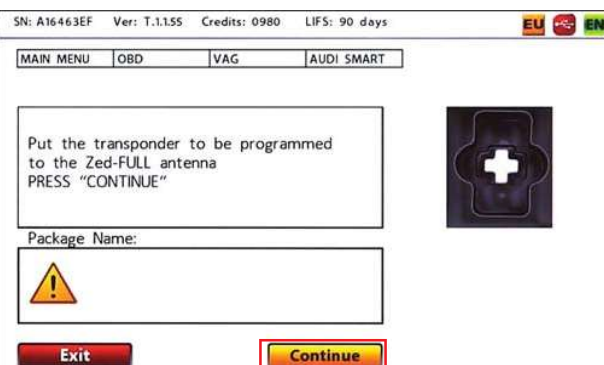 SN: A16463EF Ver: T.1.1.55 Credits: 0980 LIFS: 90 days EU EN
MAIN MENU OBD VAG AUDI SMART
Put the transponder to be programmed
to the Zed-FULL antenna
PRESS "CONTINUE"
Package Name:
Exit Continue